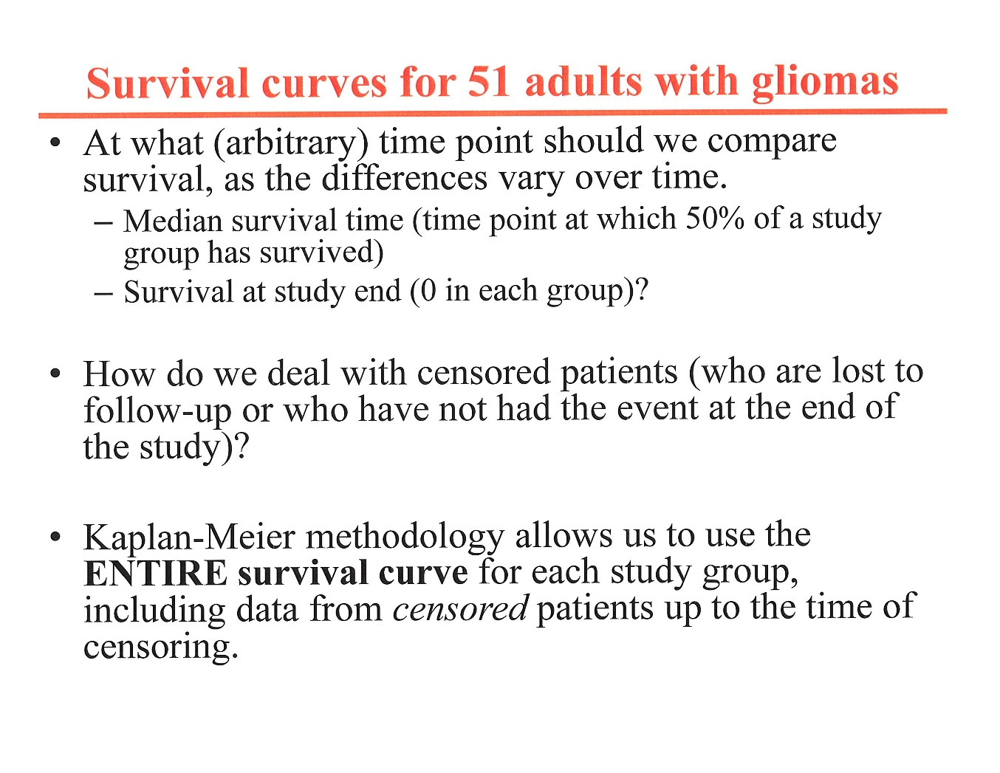 Survival curves for 51 adults with gliomas
• At what (arbitrary) time point should we compare
survival, as the differences vary over time.
– Median survival time (time point at which 50% of a study
group has survived)
– Survival at study end (0 in each group)?
• How do we deal with censored patients (who are lost to
follow-up or who have not had the event at the end of
the study)?
• Kaplan-Meier methodology allows us to use the
ENTIRE survival curve for each study group,
including data from censored patients up to the time of
censoring.